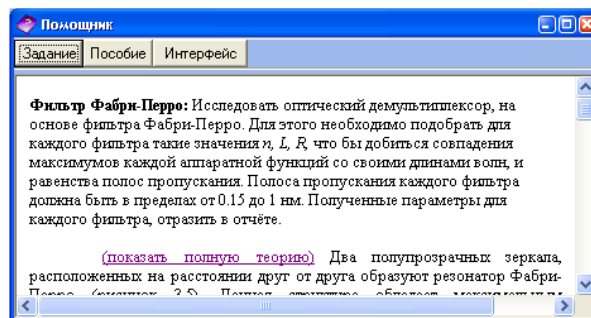 Помощник
Задание Пособие Интерфейс
Фильтр Фабри-Перро: Исследовать оптический демультиплексор, на
основе фильтра Фабри-Перро. Для этого необходимо подобрать для
каждого фильтра такие значения n, L, R, что бы добиться совпадения
максимумов каждой аппаратной функций со своими длинами волн, и
равенства полос пропускания. Полоса пропускания каждого фильтра
должна быть в пределах от 0.15 до 1 нм. Полученные параметры для
каждого фильтра, отразить в отчёте.
(показать полную теорию) Два полупрозрачных зеркала,
расположенных на расстоянии друг от друга образуют резонатор Фабри-
Перро (рисунок 3.5). Данная структура обладает максимальным